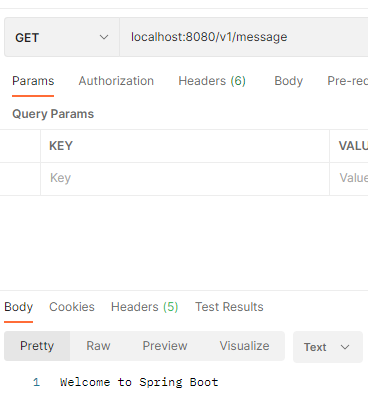 GET localhost:8080/v1/message
Params Authorization Headers (6) Body Pre-req
Query Params
KEY VALU
Key Value
Body Cookies Headers (5) Test Results
Pretty Raw Preview Visualize Text
1 Welcome to Spring Boot